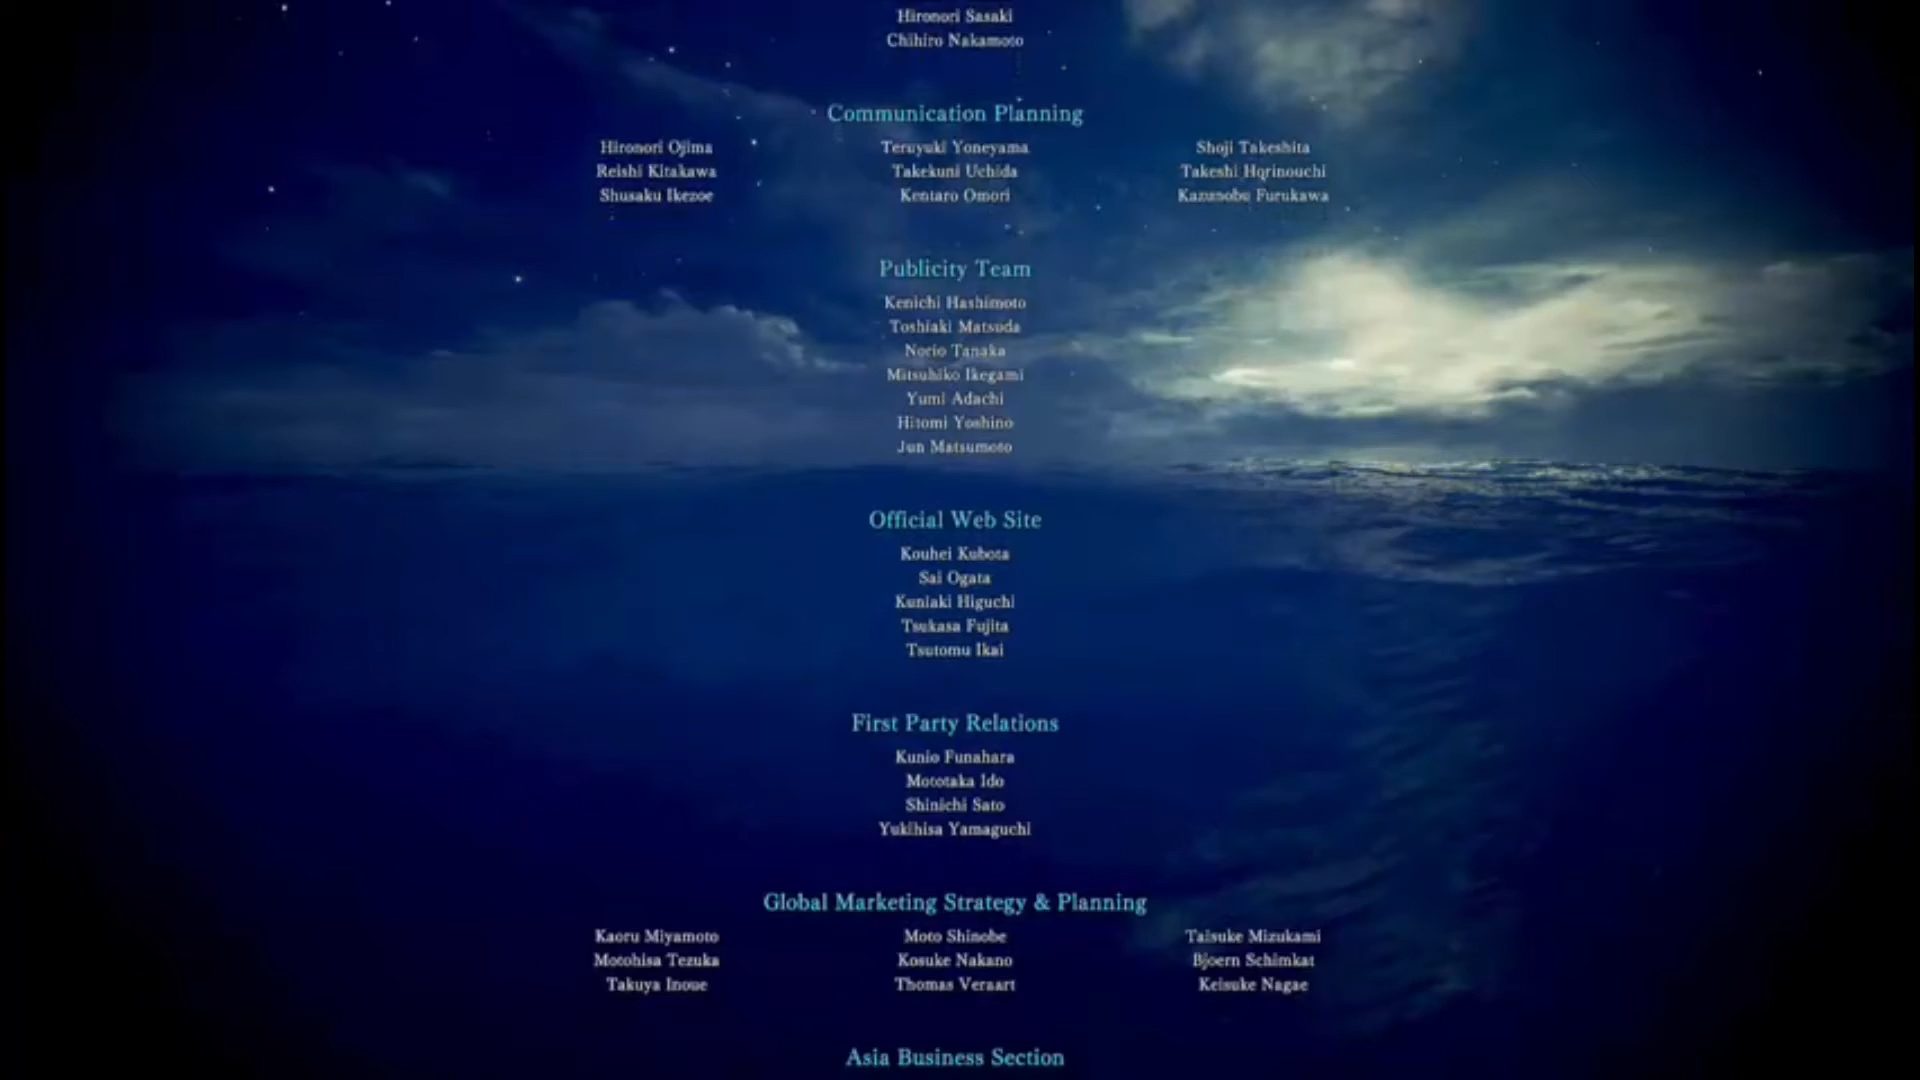 Hironori Sasaki
Chihiro Nakamoto
Communication Planning
Hironori Ojima Teruyuki Yoneyama Shoji Takeshita
Reishi Kitakawa Takekuni Uchida Takeshi Horinouchi
Shusaku Ikezoe Kentaro Omori Kazunobu Furukawa
Publicity Team
Kenichi Hashimoto
Toshiaki Matsuda
Norio Tanaka
Mitsuhiko Ikegami
Yumi Adachi
Hitomi Yoshino
Jun Matsumoto
Official Web Site
Kouhei Kubota
Sai Ogata
Kuniaki Higuchi
Tsukasa Fujita
Tsutomu Ikai
First Party Relations
Kunio Funahara
Mototaka Ido
Shinichi Sato
Yukihisa Yamaguchi
Global Marketing Strategy & Planning
Kaoru Miyamoto Moto Shinobe Taisuke Mizukami
Motohisa Tezuka Kosuke Nakano Bjoern Schimkat
Takuya Inoue Thomas Veraart Keisuke Nagae
Asia Business Section